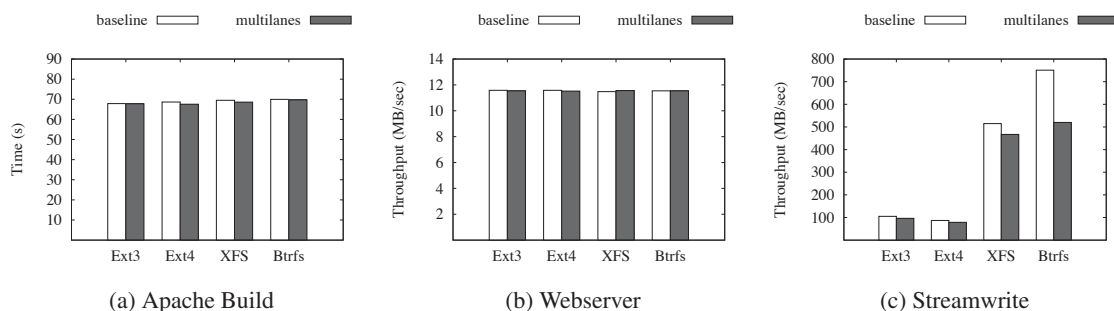 baseline multilanes
90
80
70
60
50
40
30
20
10
Time (s)
Ext3 Ext4 XFS Btrfs
(a) Apache Build
baseline multilanes
14
12
10
8
6
4
2
Throughput (MB/sec)
Ext3 Ext4 XFS Btrfs
(b) Webserver
baseline multilanes
800
700
600
500
400
300
200
100
Throughput (MB/sec)
Ext3 Ext4 XFS Btrfs
(c) Streamwrite